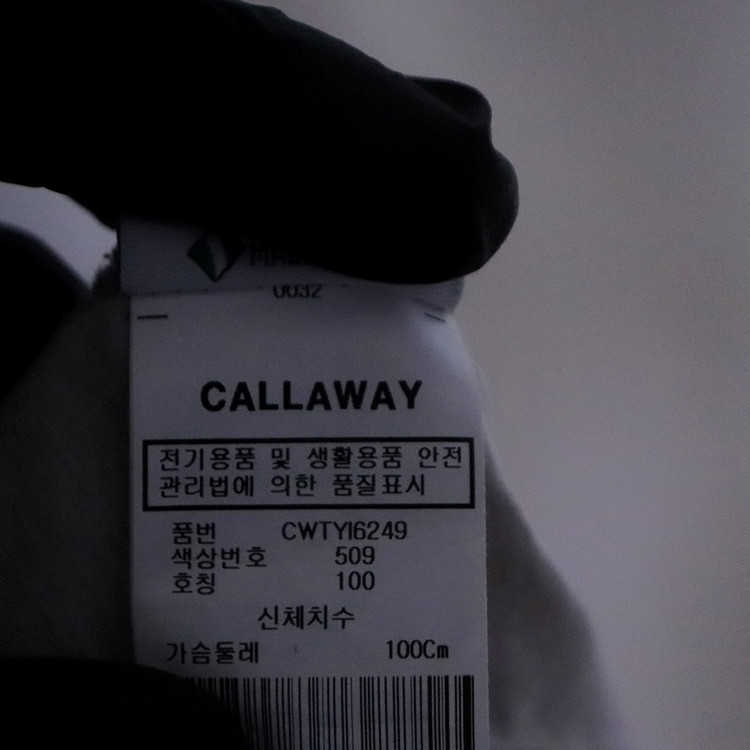 0032
CALLAWAY
전기용품 및 생활용품 안전
관리법에 의한 품질표시
품번 CWTYI6249
색상번호 509
호칭 100
신체치수
가슴둘레 100Cm